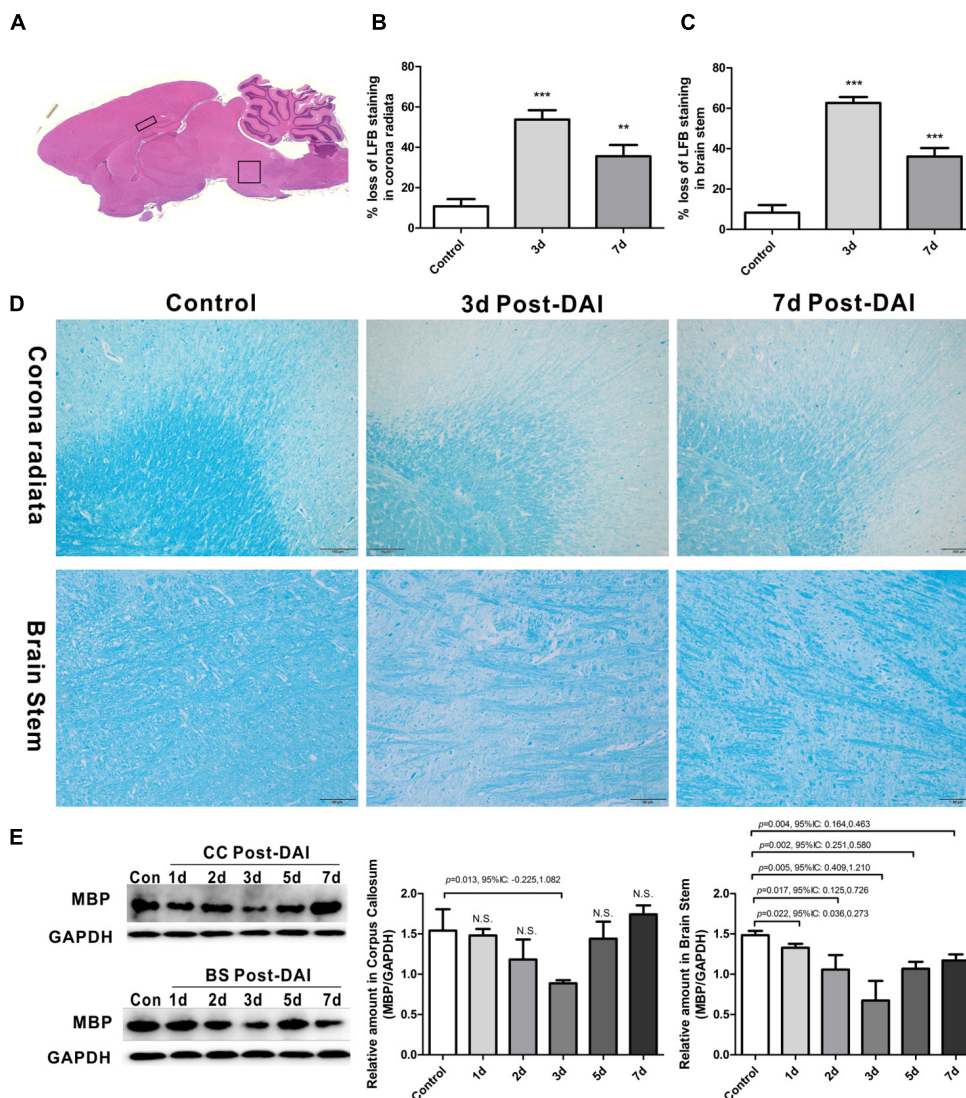 A
B
% loss of LFB staining
in corona radiata
80
60
40
20
0
***
**
Control
3d
7d
C
% loss of LFB staining
in brain stem
80
60
40
20
0
***
***
Control
3d
7d
D
Control
3d Post-DAI
7d Post-DAI
Corona radiata
Brain Stem
E
CC Post-DAI
Con 1d 2d 3d 5d 7d
MBP
GAPDH
BS Post-DAI
Con 1d 2d 3d 5d 7d
MBP
GAPDH
Relative amount in Corpus Callosum
(MBP/GAPDH)
2.0
1.5
1.0
0.5
0.0
p=0.013, 95%IC: -0.225,1.082
N.S.
N.S.
N.S.
N.S.
Control
1d
2d
3d
5d
7d
Relative amount in Brain Stem
(MBP/GAPDH)
2.0
1.5
1.0
0.5
0.0
p=0.004, 95%IC: 0.164,0.463
p=0.002, 95%IC: 0.251,0.580
p=0.005, 95%IC: 0.409,1.210
p=0.017, 95%IC: 0.125,0.726
p=0.022, 95%IC: 0.036,0.273
Control
1d
2d
3d
5d
7d